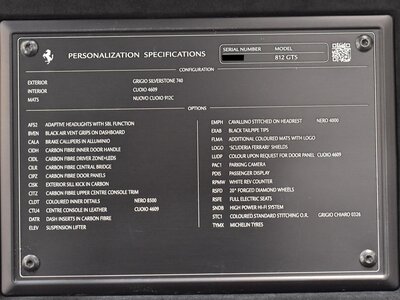 PERSONALIZATION SPECIFICATIONS
SERIAL NUMBER MODEL
812 GTS
CONFIGURATION
EXTERIOR GRIGIO SILVERSTONE 740
INTERIOR CUOIO 4609
MATS NUOVO CUOIO 912C
OPTIONS
AFS2 ADAPTIVE HEADLIGHTS WITH SBL FUNCTION
BVEN BLACK AIR VENT GRIPS ON DASHBOARD
CALA BRAKE CALLIPERS IN ALLUMINIO
CIDH CARBON FIBRE INNER DOOR HANDLE
CIDL CARBON FIBRE DRIVER ZONE+LEDS
CILR CARBON FIBRE CENTRAL BRIDGE
CIPZ CARBON FIBRE DOOR PANELS
CISK EXTERIOR SILL KICK IN CARBON
CITZ CARBON FIBRE UPPER CENTRE CONSOLE TRIM
CLDT COLOURED INNER DETAILS NERO 8500
CTU4 CENTRE CONSOLE IN LEATHER CUOIO 4609
DATR DASH INSERTS IN CARBON FIBRE
ELEV SUSPENSION LIFTER
EMPH CAVALLINO STITCHED ON HEADREST NERO 4000
EXAB BLACK TAILPIPE TIPS
FLMA ADDITIONAL COLOURED MATS WITH LOGO
LOGO "SCUDERIA FERRARI" SHIELDS
LUDP COLOUR UPON REQUEST FOR DOOR PANEL CUOIO 4609
PAC1 PARKING CAMERA
PDIS PASSENGER DISPLAY
RPMW WHITE REV COUNTER
RSFD 20" FORGED DIAMOND WHEELS
RSFE FULL ELECTRIC SEATS
SNDB HIGH POWER HI-FI SYSTEM
STC1 COLOURED STANDARD STITCHING O.R. GRIGIO CHIARO 0326
TYMX MICHELIN TYRES